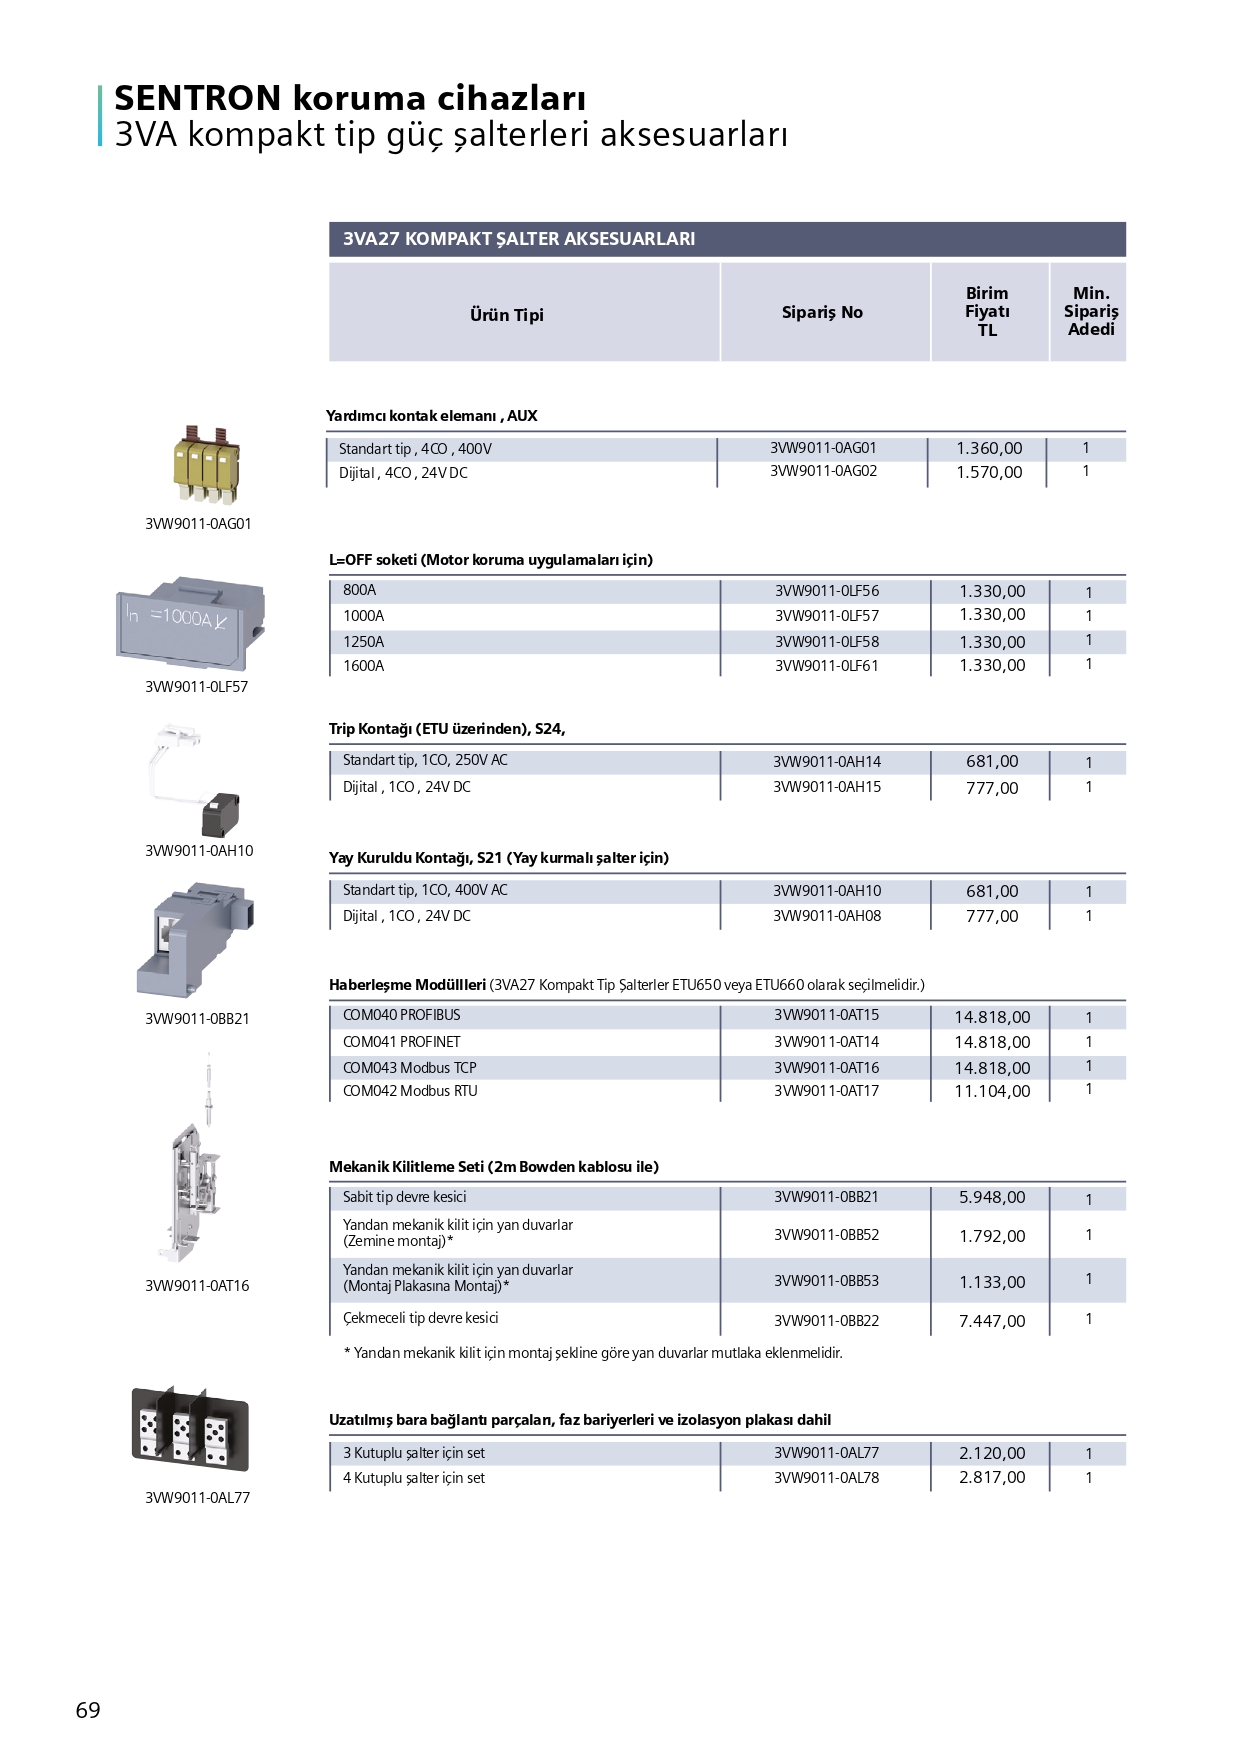 SENTRON koruma cihazları
3VA kompakt tip güç şalterleri aksesuarları
3VA27 KOMPAKT ŞALTER AKSESUARLARI
Ürün Tipi Sipariş No Birim Fiyatı TL Min. Sipariş Adedi
Yardımcı kontak elemanı , AUX
Standart tip , 4CO , 400V 3VW9011-0AG01 1.360,00 1
Dijital , 4CO , 24V DC 3VW9011-0AG02 1.570,00 1
3VW9011-0AG01
L=OFF soketi (Motor koruma uygulamaları için)
800A 3VW9011-0LF56 1.330,00 1
1000A 3VW9011-0LF57 1.330,00 1
1250A 3VW9011-0LF58 1.330,00 1
1600A 3VW9011-0LF61 1.330,00 1
In =1000A
3VW9011-0LF57
Trip Kontağı (ETU üzerinden), S24,
Standart tip, 1CO, 250V AC 3VW9011-0AH14 681,00 1
Dijital , 1CO , 24V DC 3VW9011-0AH15 777,00 1
3VW9011-0AH10
Yay Kuruldu Kontağı, S21 (Yay kurmalı şalter için)
Standart tip, 1CO, 400V AC 3VW9011-0AH10 681,00 1
Dijital , 1CO , 24V DC 3VW9011-0AH08 777,00 1
3VW9011-0BB21
Haberleşme Modüllleri (3VA27 Kompakt Tip Şalterler ETU650 veya ETU660 olarak seçilmelidir.)
COM040 PROFIBUS 3VW9011-0AT15 14.818,00 1
COM041 PROFINET 3VW9011-0AT14 14.818,00 1
COM043 Modbus TCP 3VW9011-0AT16 14.818,00 1
COM042 Modbus RTU 3VW9011-0AT17 11.104,00 1
Mekanik Kilitleme Seti (2m Bowden kablosu ile)
Sabit tip devre kesici 3VW9011-0BB21 5.948,00 1
Yandan mekanik kilit için yan duvarlar
(Zemine montaj)* 3VW9011-0BB52 1.792,00 1
Yandan mekanik kilit için yan duvarlar
(Montaj Plakasına Montaj)* 3VW9011-0BB53 1.133,00 1
Çekmeceli tip devre kesici 3VW9011-0BB22 7.447,00 1
3VW9011-0AT16
* Yandan mekanik kilit için montaj şekline göre yan duvarlar mutlaka eklenmelidir.
Uzatılmış bara bağlantı parçaları, faz bariyerleri ve izolasyon plakası dahil
3 Kutuplu şalter için set 3VW9011-0AL77 2.120,00 1
4 Kutuplu şalter için set 3VW9011-0AL78 2.817,00 1
3VW9011-0AL77
69